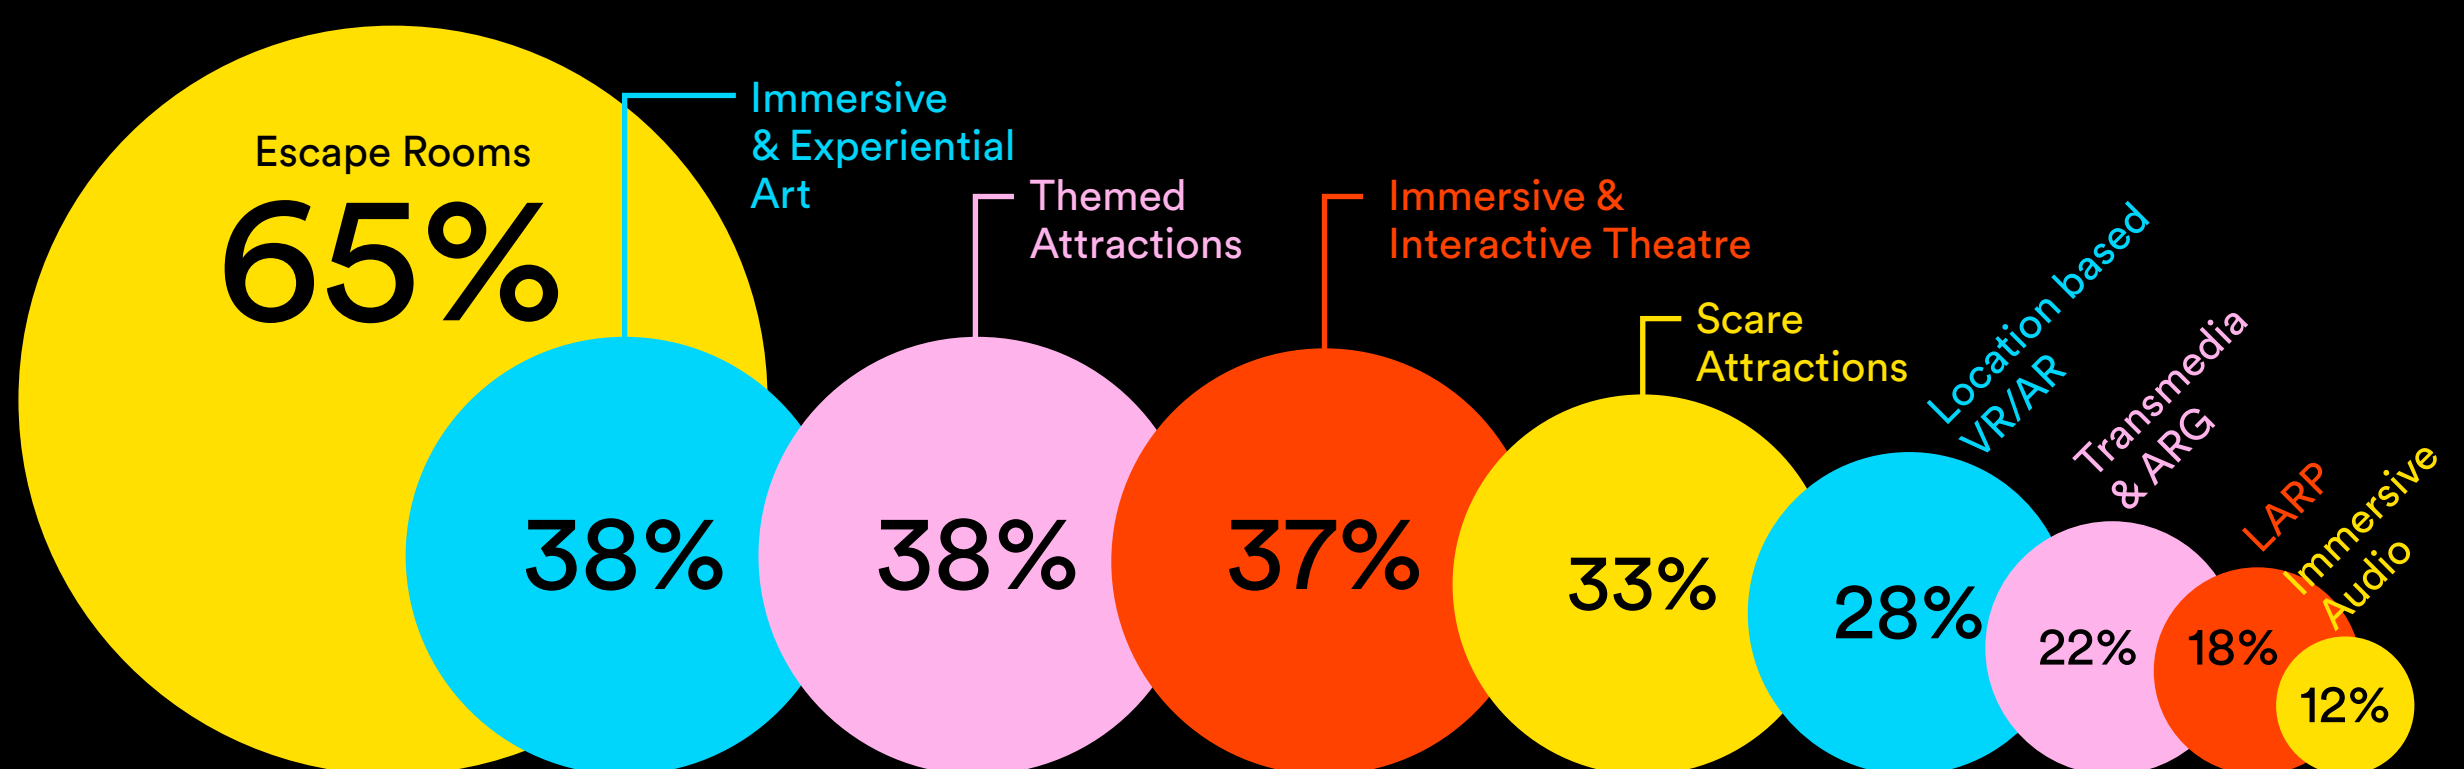 Escape Rooms
65%
Immersive
& Experiential
Art
38%
Themed
Attractions
38%
Immersive &
Interactive Theatre
37%
Scare
Attractions
33%
Location based
VR/AR
28%
Transmedia
& ARG
22%
LARP
18%
Immersive
Audio
12%